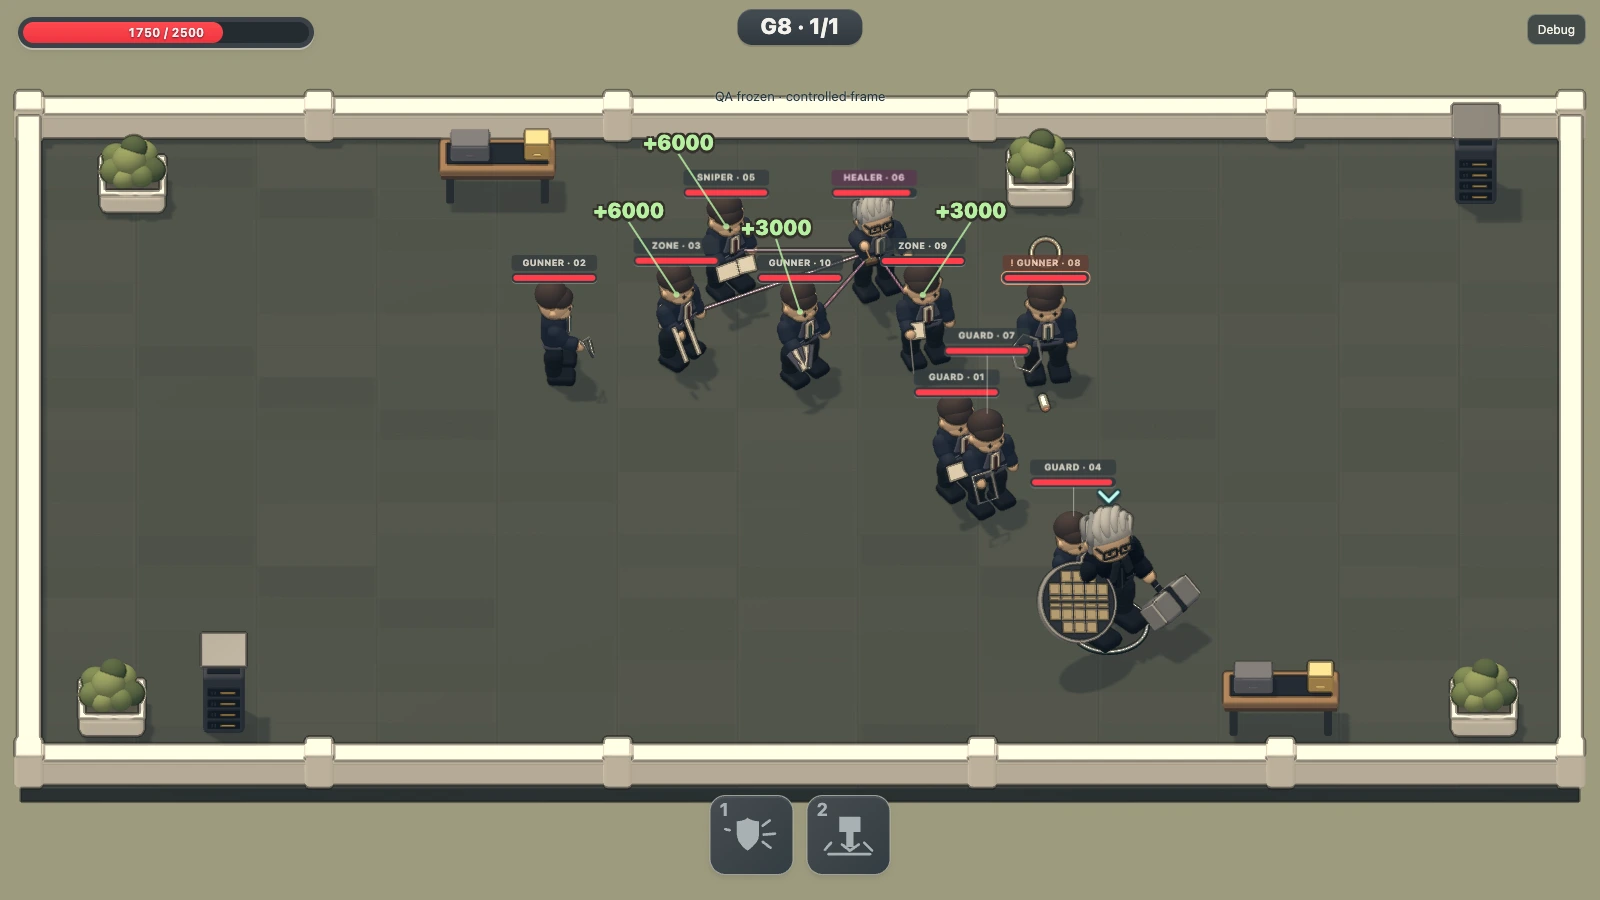 1750 / 2500
G8 · 1/1
Debug
QA frozen · controlled-frame
+6000
SNIPER · 05
HEALER · 06
+6000
+3000
+3000
ZONE · 03
ZONE · 09
GUNNER · 02
GUNNER · 10
! GUNNER · 08
GUARD · 07
GUARD · 01
GUARD · 04
1
2